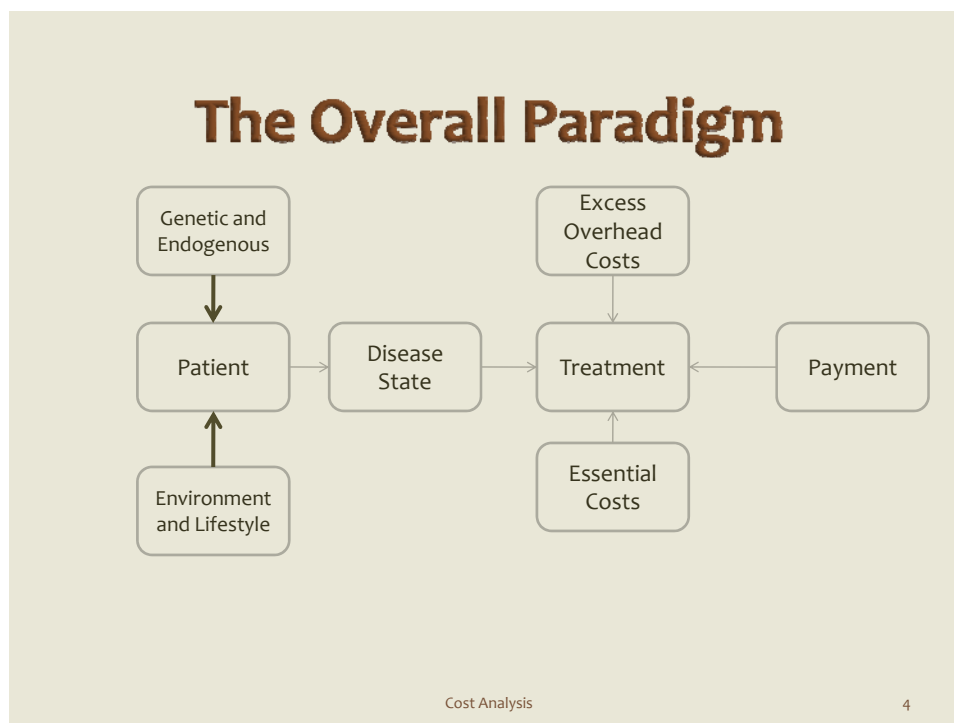 The Overall Paradigm
Genetic and
Endogenous
Excess
Overhead
Costs
Patient
Disease
State
Treatment
Payment
Environment
and Lifestyle
Essential
Costs
Cost Analysis
4